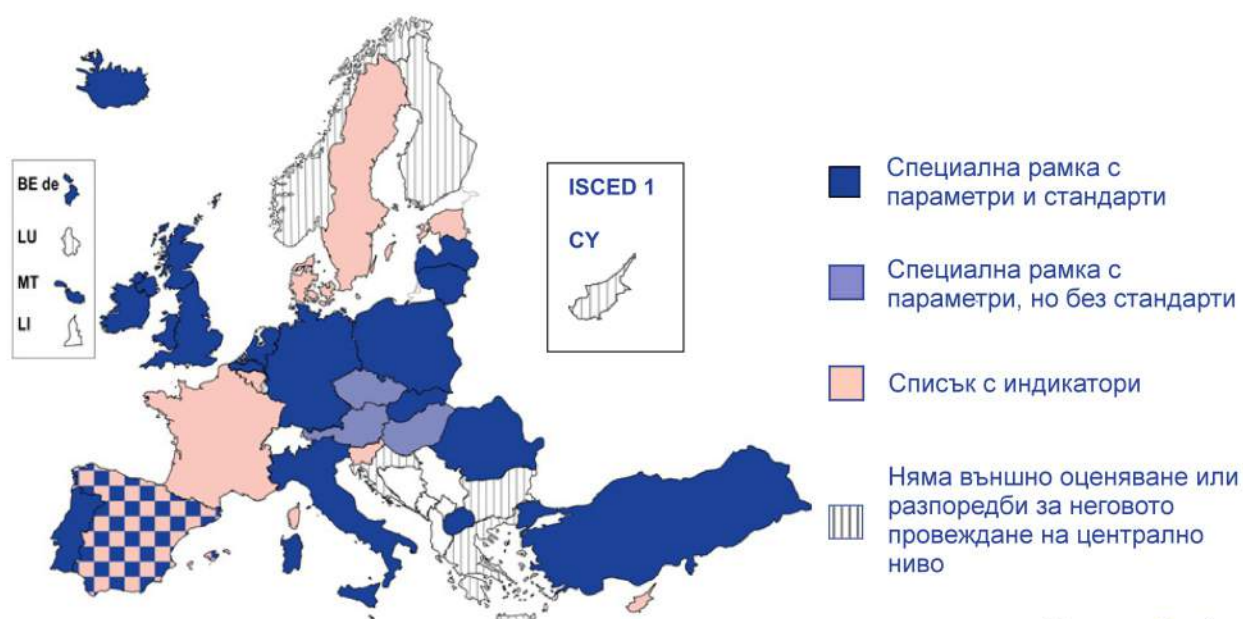 BE de
LU
MT
LI
ISCED 1
CY
Специална рамка с
параметри и стандарти
Специална рамка с
параметри, но без стандарти
Списък с индикатори
Няма външно оценяване или
разпоредби за неговото
провеждане на централно
ниво